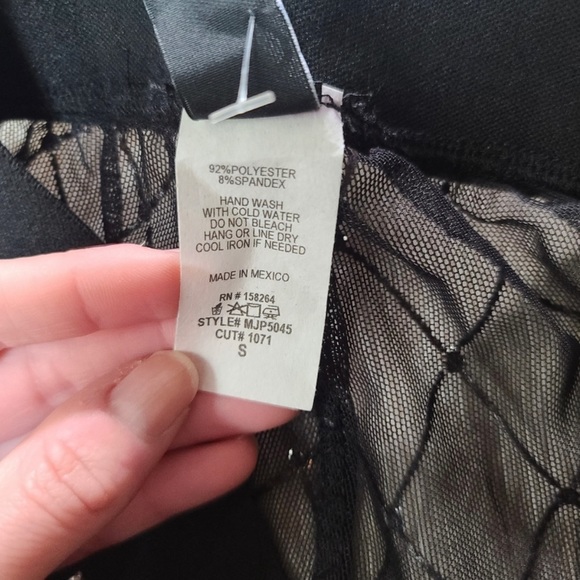 92%POLYESTER
8%SPANDEX
HAND WASH
WITH COLD WATER
DO NOT BLEACH
HANG OR LINE DRY
COOL IRON IF NEEDED
MADE IN MEXICO
RN # 158264
STYLE# MJP5045
CUT# 1071
S